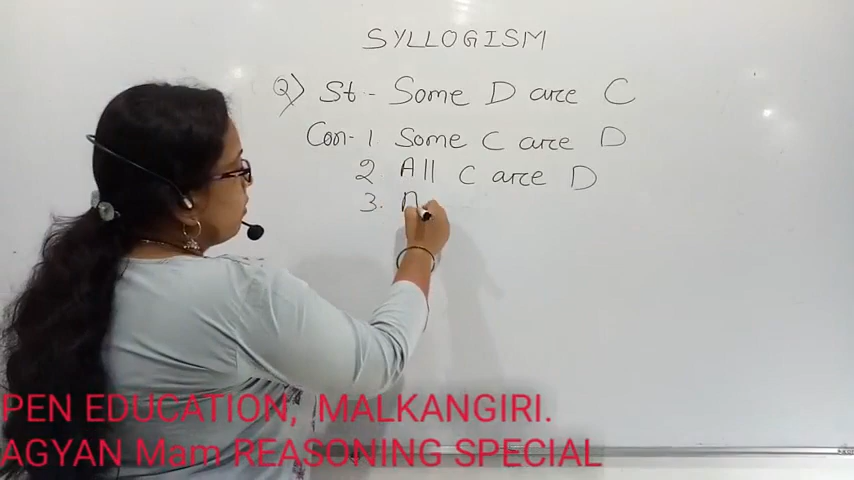 SYLLOGISM
Q) St:- Some D are C
Con- 1. Some C are D
2 All C are D
3.
PEN EDUCATION, MALKANGIRI.
AGYAN Mam REASONING SPECIAL